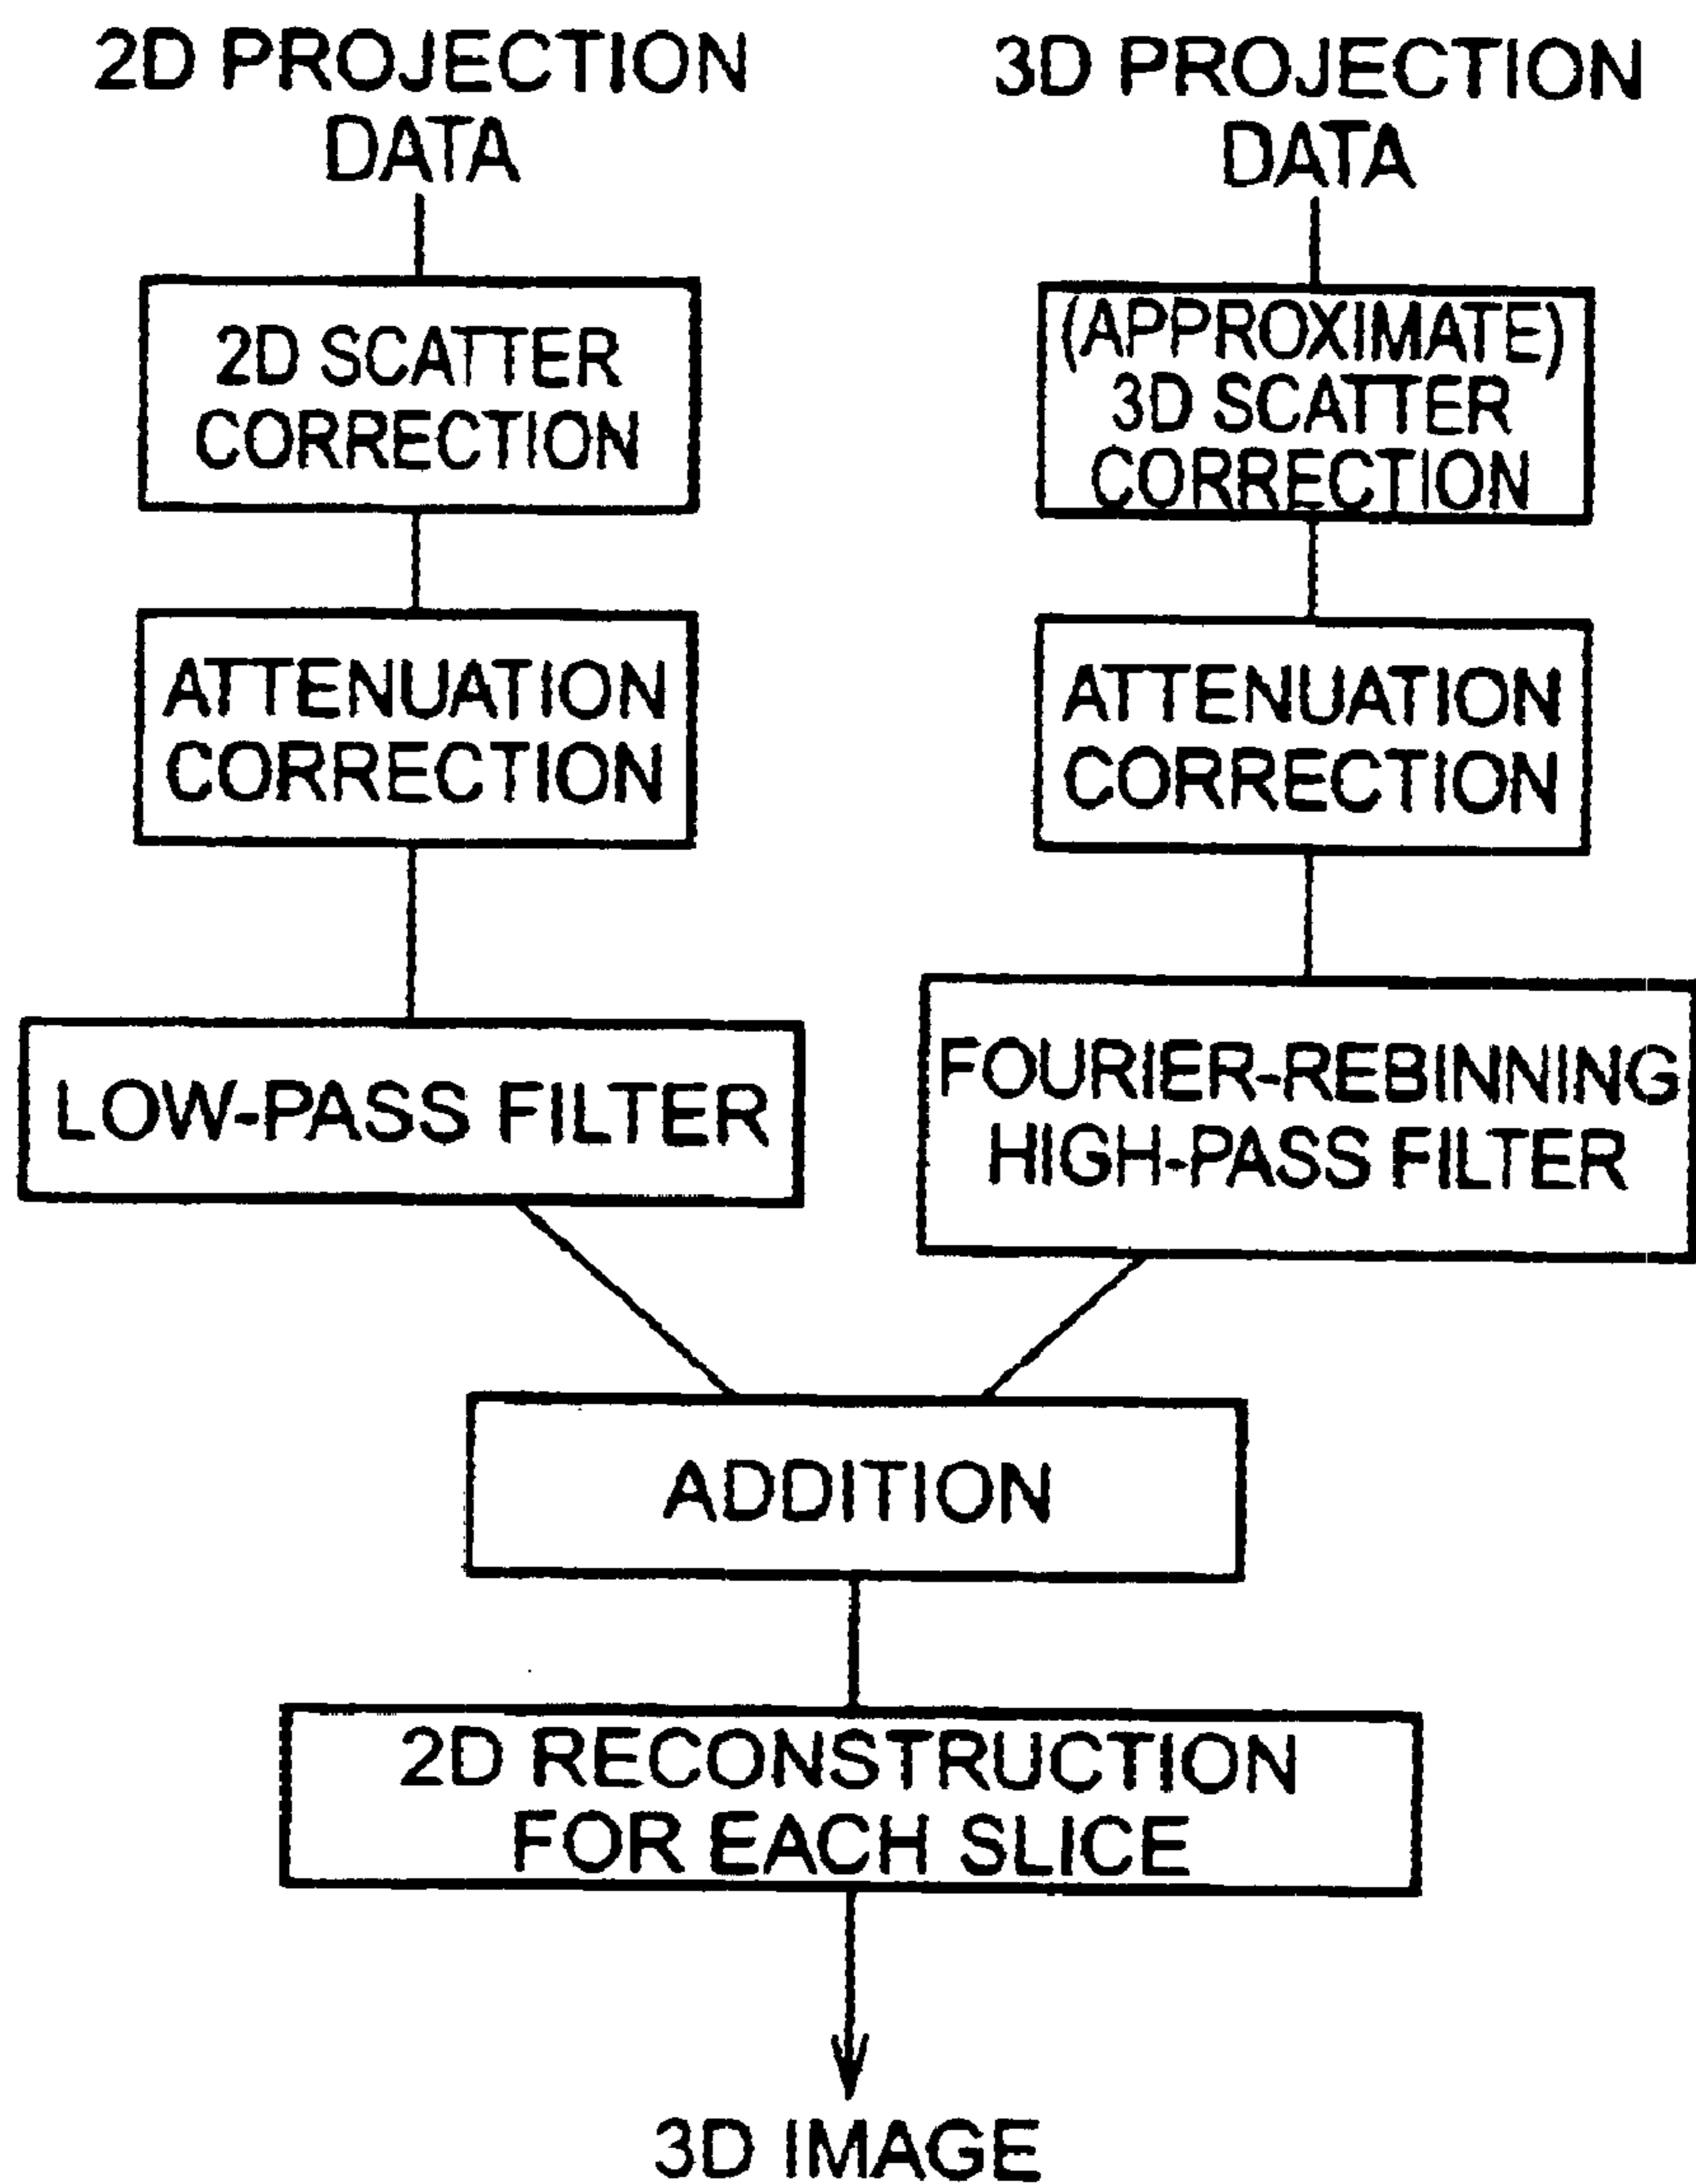 2D PROJECTION
DATA
2D SCATTER
CORRECTION
ATTENUATION
CORRECTION
LOW-PASS FILTER
3D PROJECTION
DATA
(APPROXIMATE)
3D SCATTER
CORRECTION
ATTENUATION
CORRECTION
FOURIER-REBINNING
HIGH-PASS FILTER
ADDITION
2D RECONSTRUCTION
FOR EACH SLICE
3D IMAGE